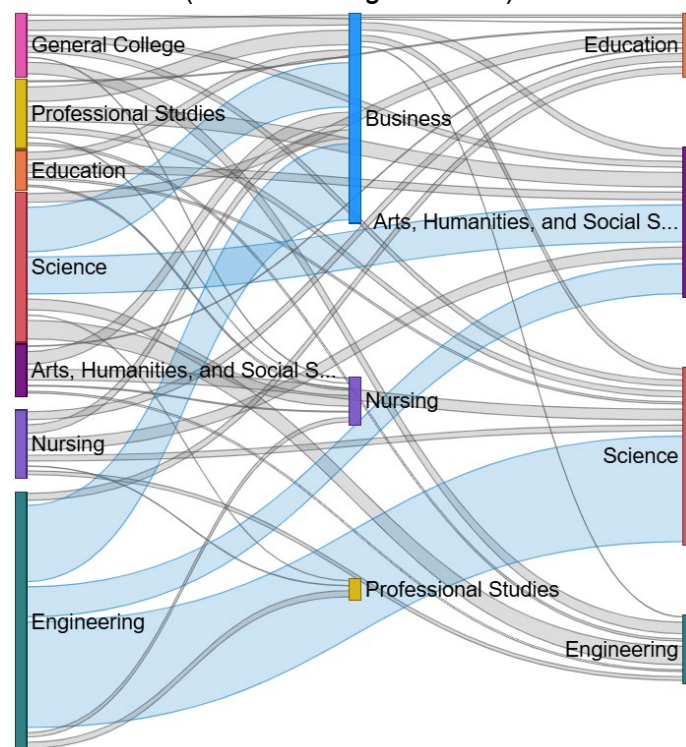 General College
Professional Studies
Education
Science
Arts, Humanities, and Social S...
Nursing
Engineering
Business
Nursing
Professional Studies
Education
Arts, Humanities, and Social S...
Science
Engineering